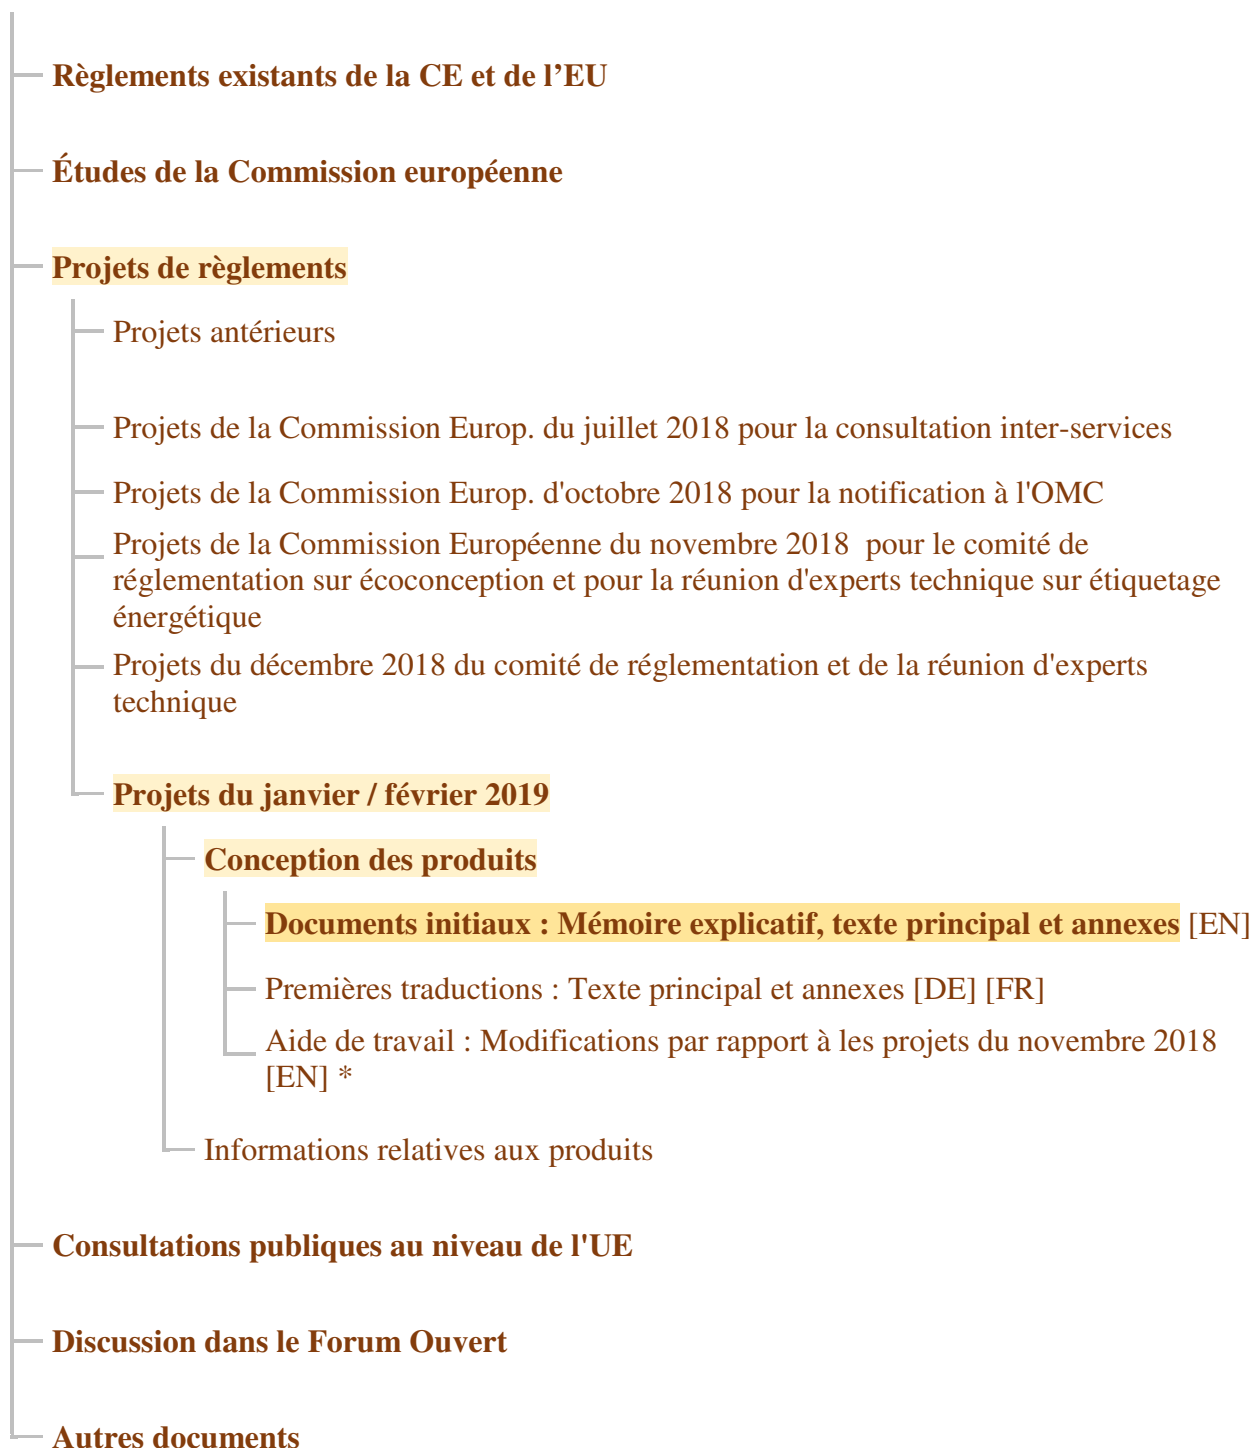 Règlements existants de la CE et de l’EU
Études de la Commission européenne
Projets de règlements
Projets antérieurs
Projets de la Commission Europ. du juillet 2018 pour la consultation inter-services
Projets de la Commission Europ. d'octobre 2018 pour la notification à l'OMC
Projets de la Commission Européenne du novembre 2018  pour le comité de
réglementation sur écoconception et pour la réunion d'experts technique sur étiquetage
énergétique
Projets du décembre 2018 du comité de réglementation et de la réunion d'experts
technique
Projets du janvier / février 2019
Conception des produits
Documents initiaux : Mémoire explicatif, texte principal et annexes [EN]
Premières traductions : Texte principal et annexes [DE] [FR]
Aide de travail : Modifications par rapport à les projets du novembre 2018
[EN] *
Informations relatives aux produits
Consultations publiques au niveau de l'UE
Discussion dans le Forum Ouvert
Autres documents